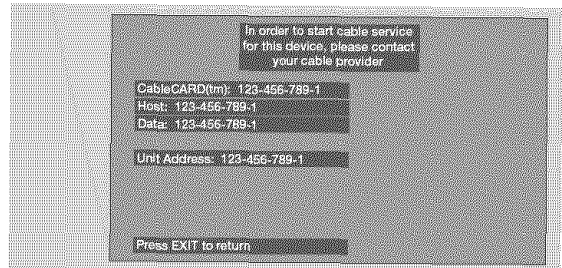 In order to start cable service
for this device, please contact
your cable provider
CableCARD(tm): 123-456-789-1
Host: 123-456-789-1
Data: 123-456-789-1
Unit Address: 123-456-789-1
Press EXIT to return